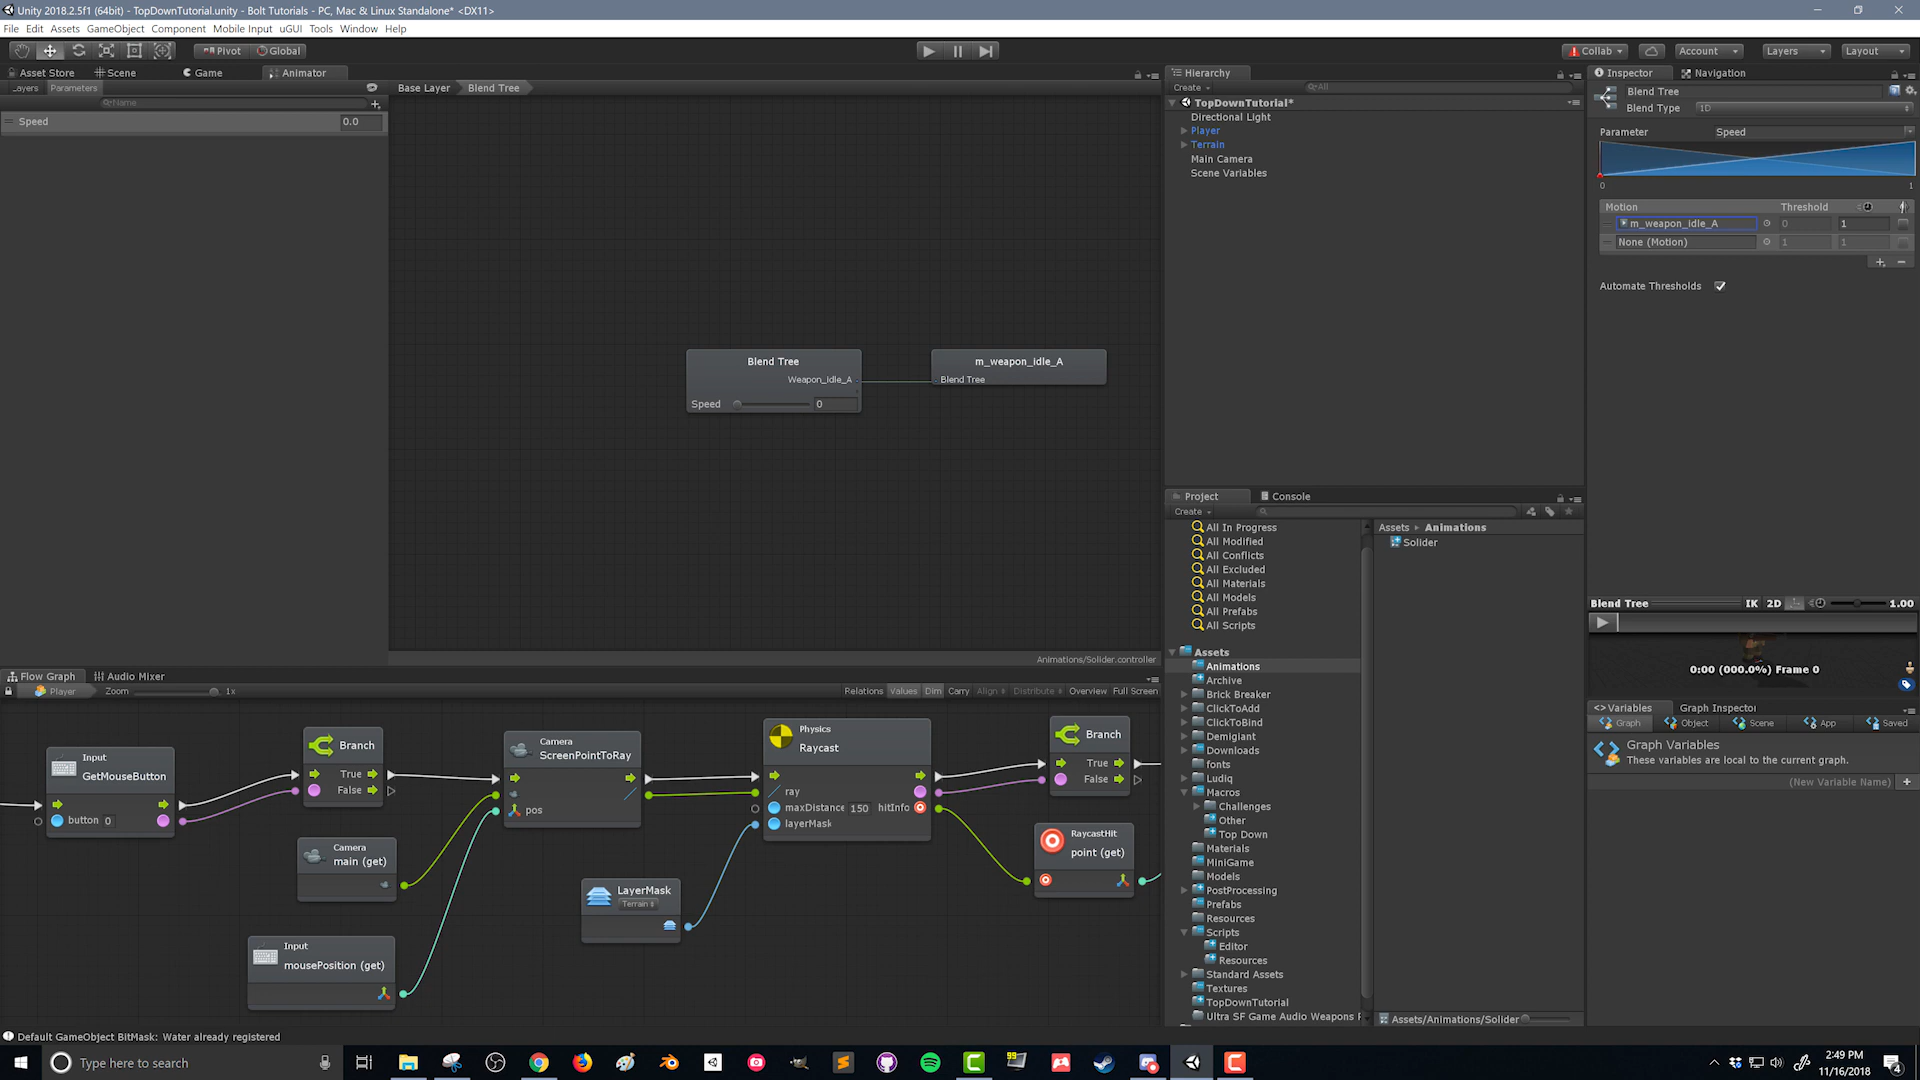 Unity 2018.2.5f1 (64bit) - TopDownTutorial.unity - Bolt Tutorials - PC, Mac & Linux Standalone* <DX11>
File Edit Assets GameObject Component Mobile Input uGUI Tools Window Help
Pivot Global
Collab Account Layers Layout
Asset Store Scene Game Animator
Layers Parameters
Name
Speed 0.0
Base Layer Blend Tree
Blend Tree
Weapon_idle_A
Speed 0
m_weapon_idle_A
Blend Tree
Animations/Solider.controller
Hierarchy
Create All
TopDownTutorial*
Directional Light
Player
Terrain
Main Camera
Scene Variables
Project Console
Create
All In Progress
All Modified
All Conflicts
All Excluded
All Materials
All Models
All Prefabs
All Scripts
Assets
Animations
Archive
Brick Breaker
ClickToAdd
ClickToBind
Demigiant
Downloads
fonts
Ludiq
Macros
Challenges
Other
Top Down
Materials
MiniGame
Models
PostProcessing
Prefabs
Resources
Scripts
Editor
Resources
Standard Assets
Textures
TopDownTutorial
Ultra SF Game Audio Weapons P
Assets Animations
Solider
Assets/Animations/Solider
Inspector Navigation
Blend Tree
Blend Type 1D
Parameter Speed
0 1
Motion Threshold
m_weapon_idle_A 0 1
None (Motion) 1 1
Automate Thresholds
Blend Tree IK 2D 1.00
0:00 (000.0%) Frame 0
<> Variables Graph Inspector
Graph Object Scene App Saved
Graph Variables
These variables are local to the current graph.
(New Variable Name)
Flow Graph Audio Mixer
Player Zoom 1x
Relations Values Dim Carry Align Distribute Overview Full Screen
Input
GetMouseButton
button 0
Branch
True
False
Camera
main (get)
Input
mousePosition (get)
Camera
ScreenPointToRay
pos
LayerMask
Terrain
Physics
Raycast
ray
maxDistance 150 hitInfo
layerMask
Branch
True
False
RaycastHit
point (get)
Default GameObject BitMask: Water already registered
Type here to search
99
2:49 PM
11/16/2018
4